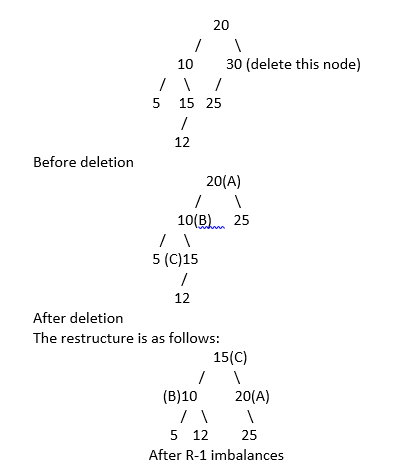 20
/ \
10 30 (delete this node)
/ \ /
5 15 25
/
12
Before deletion
20(A)
/ \
10(B) 25
/ \
5 (C)15
/
12
After deletion
The restructure is as follows:
15(C)
/ \
(B)10 20(A)
/ \ \
5 12 25
After R-1 imbalances